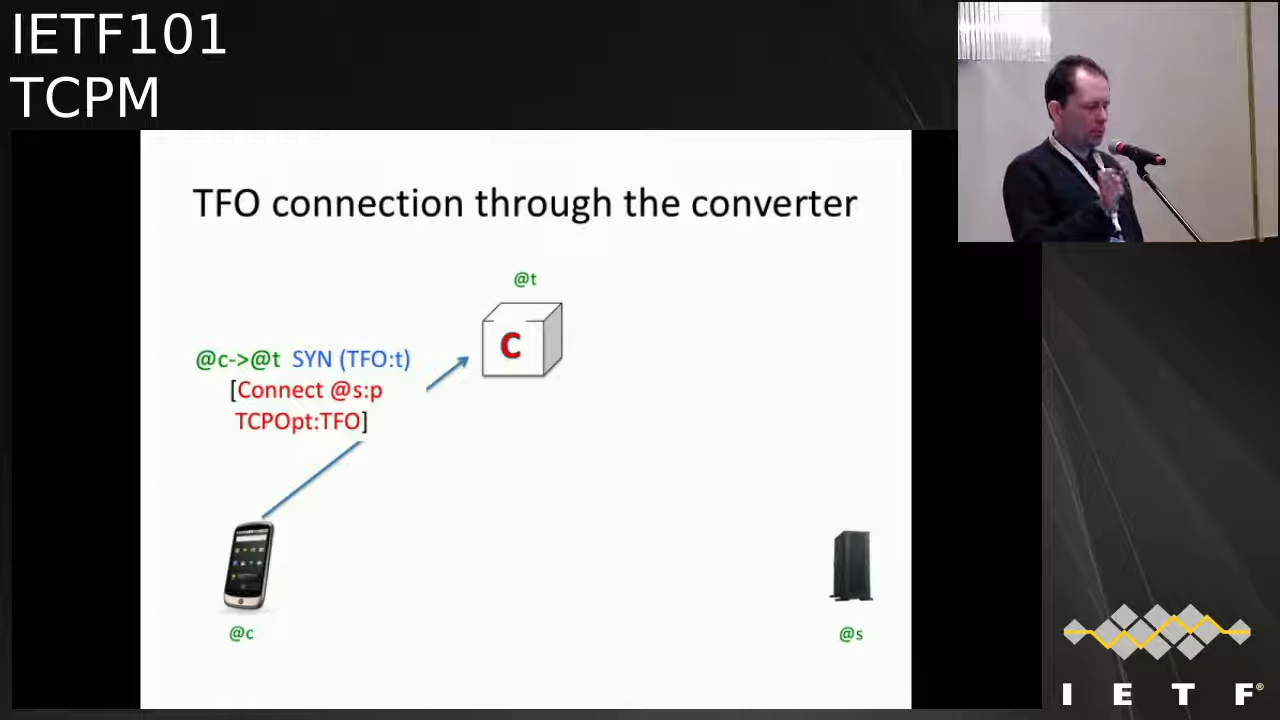 IETF101
TCPM
TFO connection through the converter
@t
C
@c->@t SYN (TFO:t)
[Connect @s:p
TCPOpt:TFO]
@c
@s
I E T F®